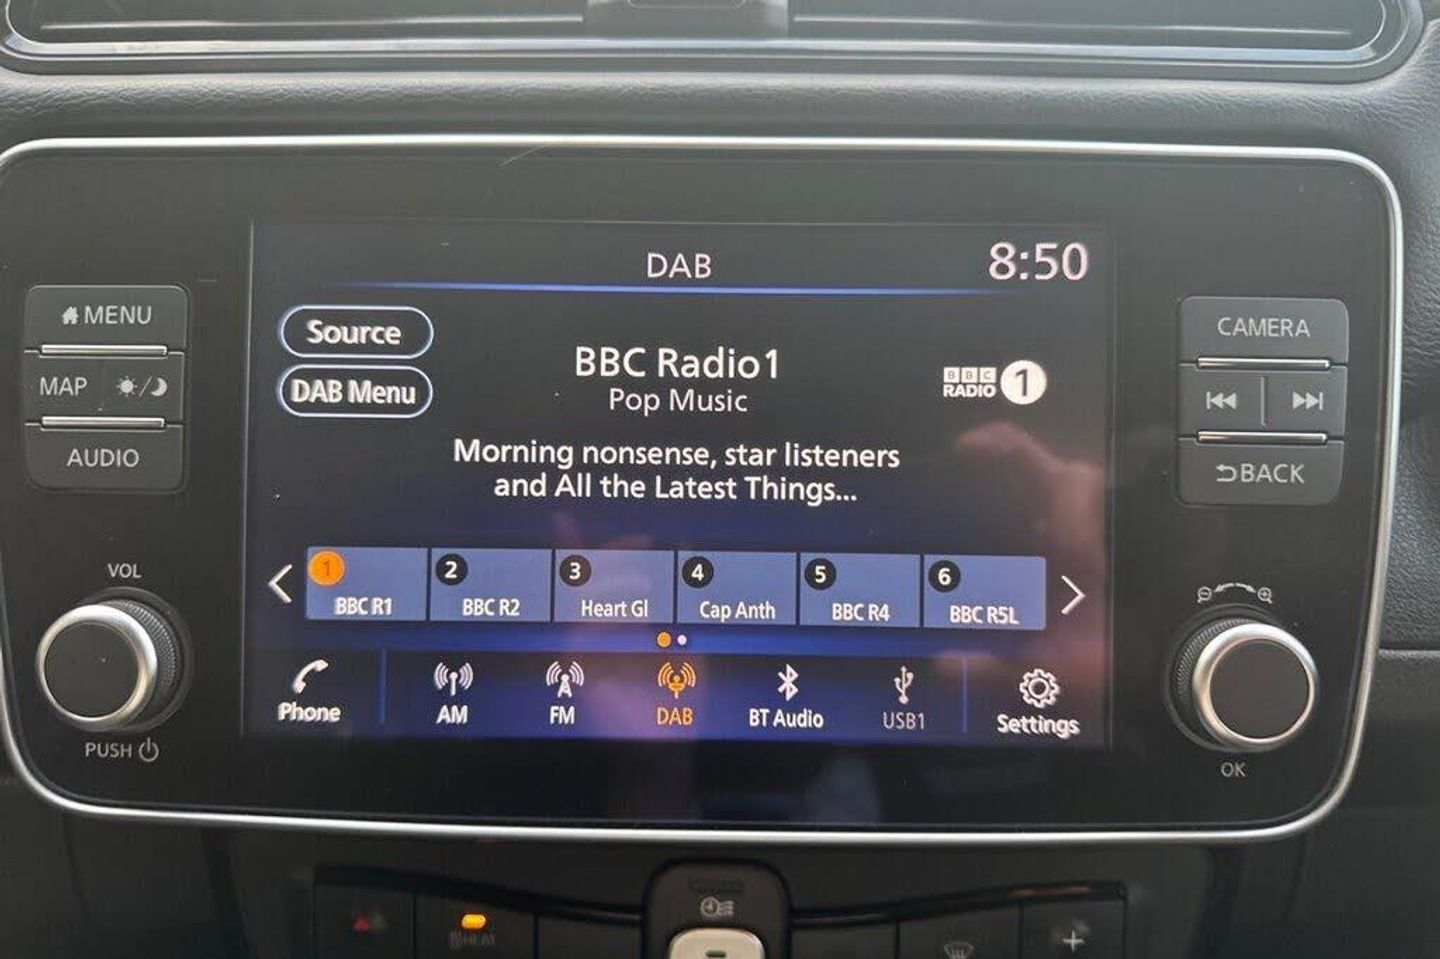 DAB
8:50
MENU
MAP
AUDIO
VOL
PUSH
Source
DAB Menu
BBC Radio1
Pop Music
BBC
RADIO 1
Morning nonsense, star listeners
and All the Latest Things...
1 BBC R1
2 BBC R2
3 Heart Gl
4 Cap Anth
5 BBC R4
6 BBC R5L
Phone
AM
FM
DAB
BT Audio
USB1
Settings
CAMERA
BACK
OK